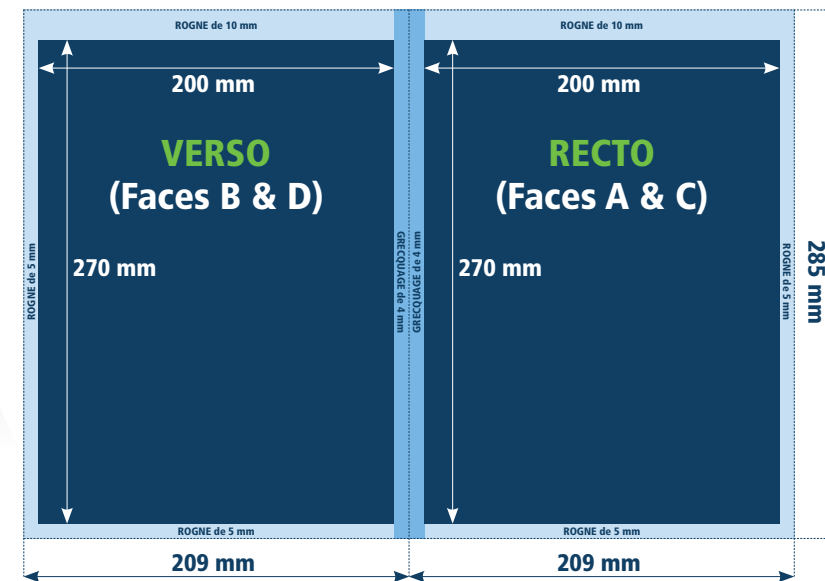 ROGNE de 10 mm
200 mm
VERSO
(Faces B & D)
270 mm
ROGNE de 5 mm
GRECQUAGE de 4 mm
ROGNE de 5 mm
209 mm
ROGNE de 10 mm
200 mm
RECTO
(Faces A & C)
270 mm
GRECQUAGE de 4 mm
ROGNE de 5 mm
285 mm
ROGNE de 5 mm
209 mm